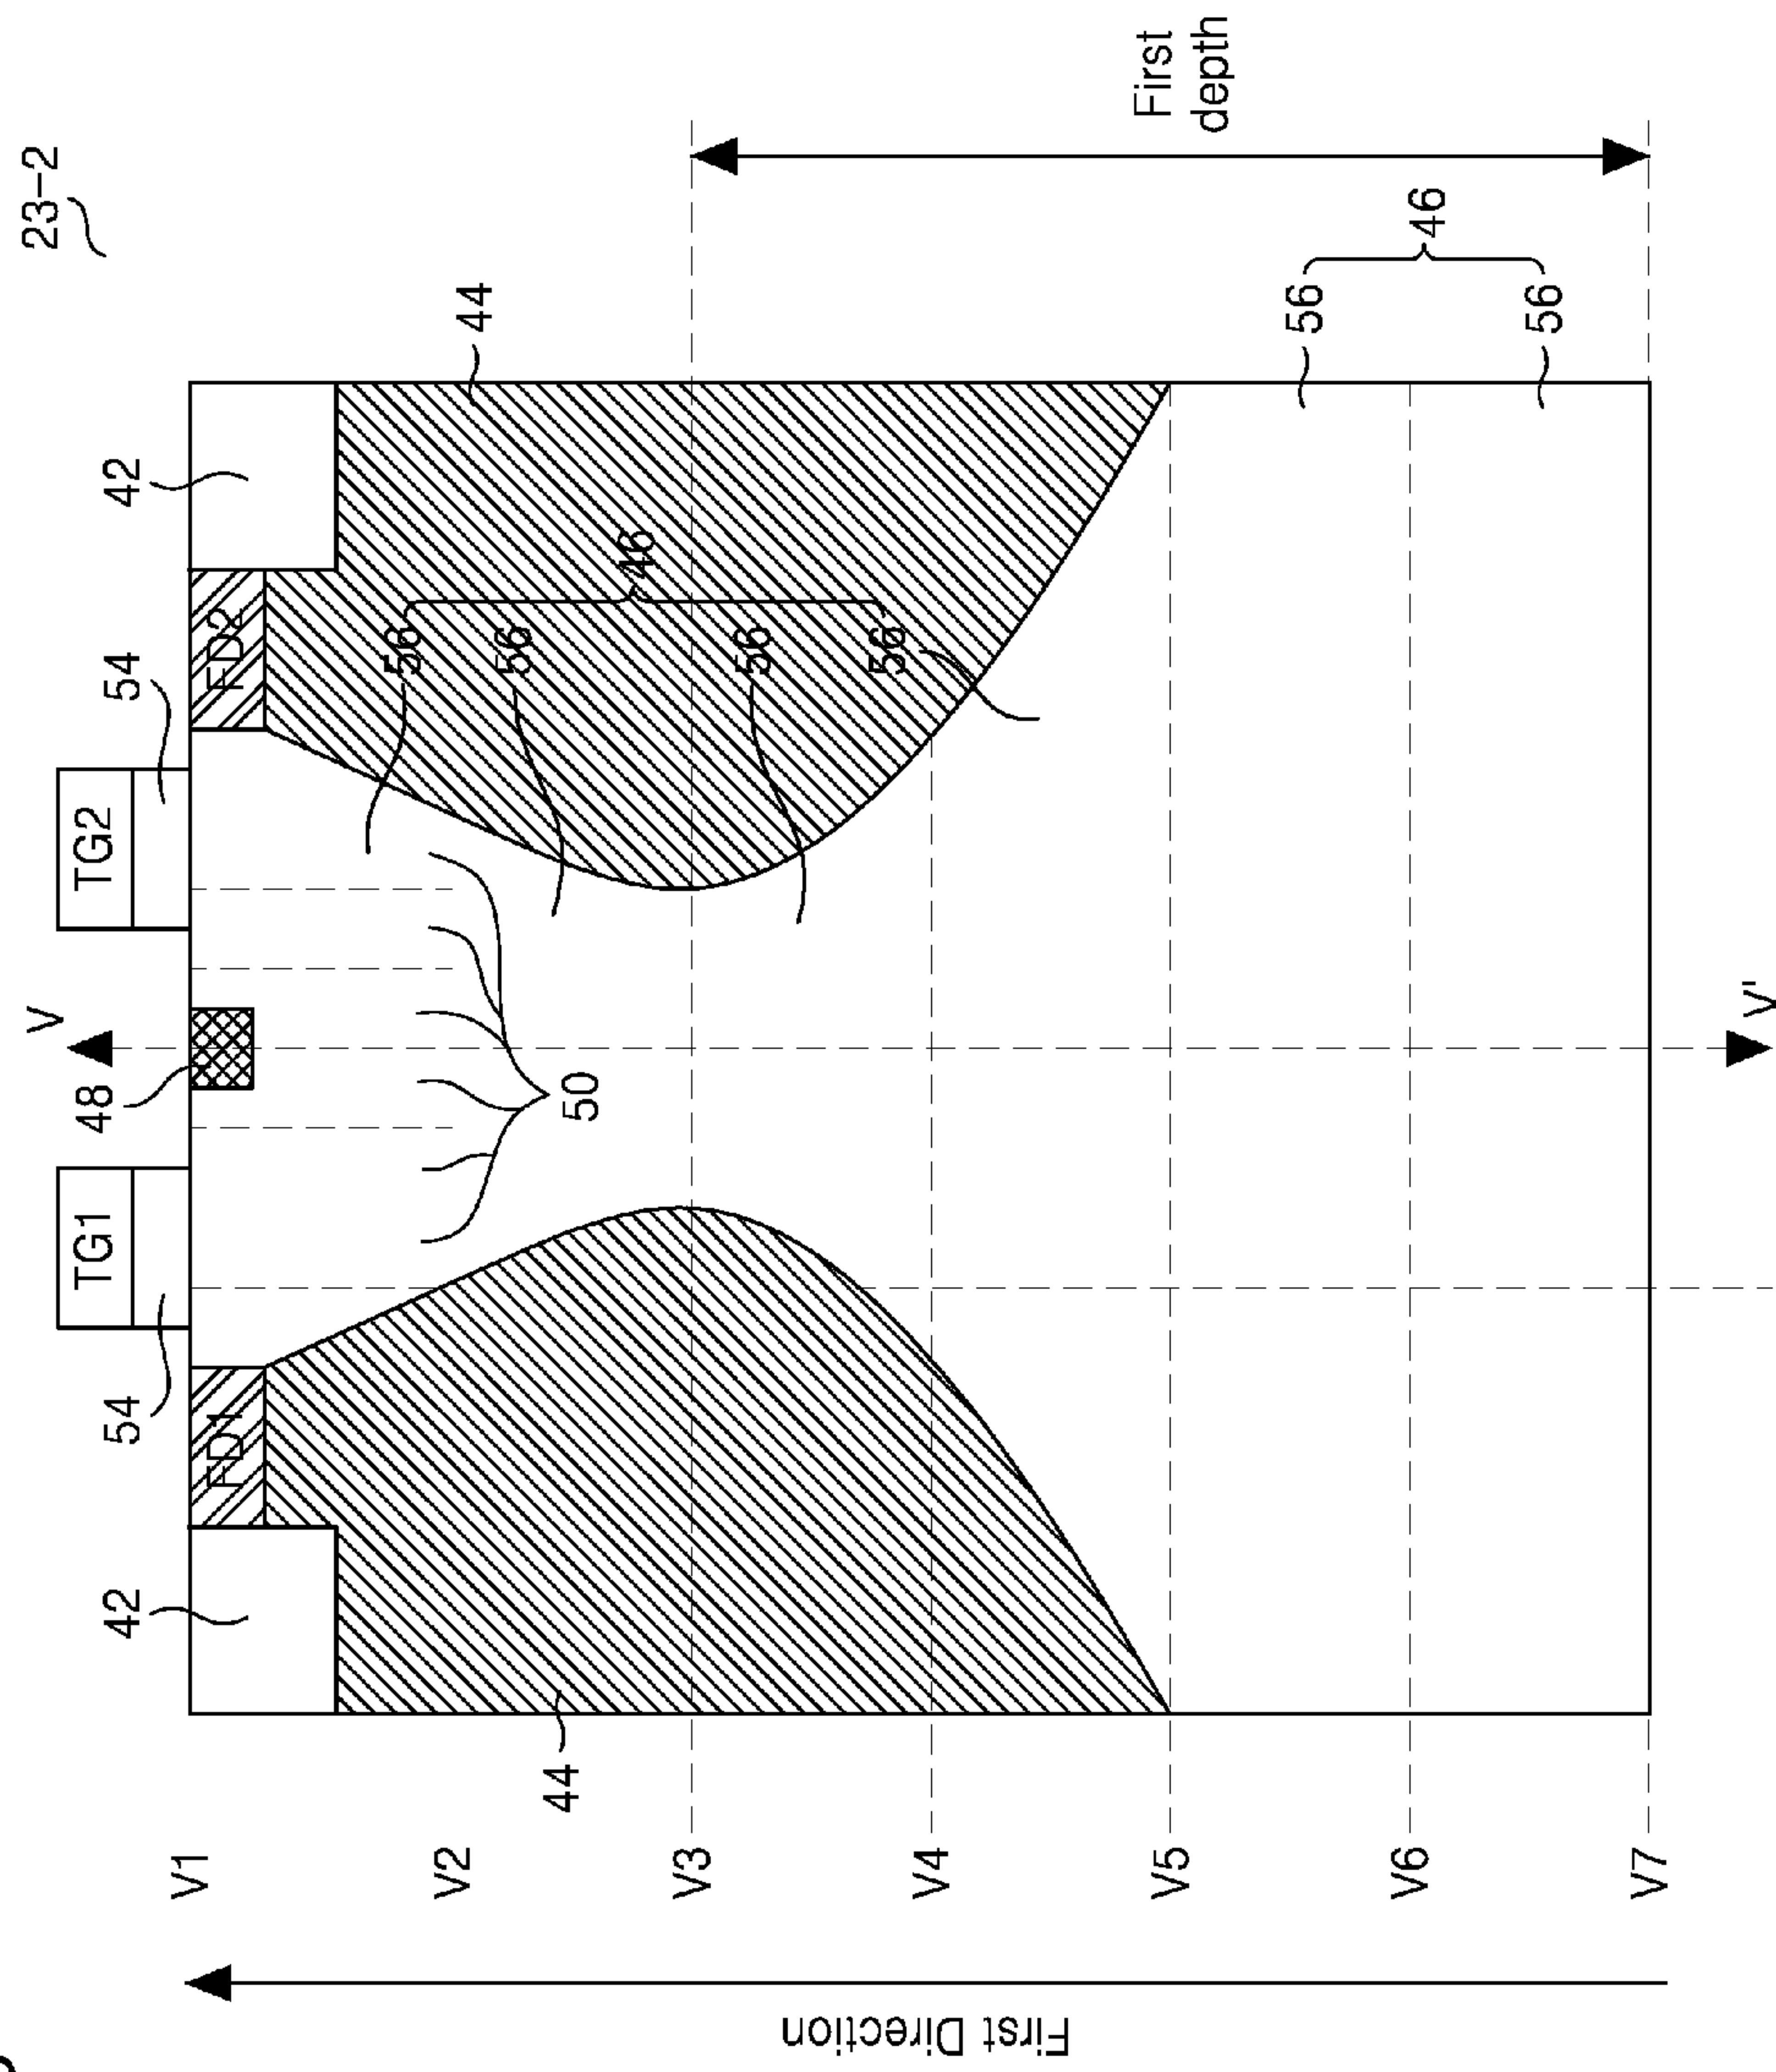 23-2
V
TG1
TG2
48
54
54
42
42
FD1
FD2
44
44
50
56
56
56
56
46
56
56
46
First
depth
V1
V2
V3
V4
V5
V6
V7
V'
First Direction